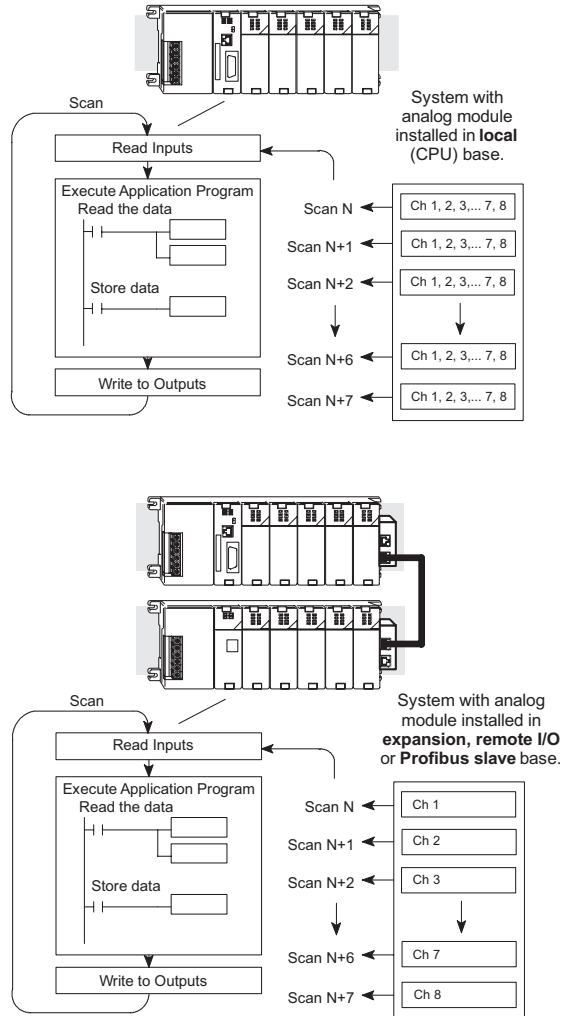 Scan
System with
analog module
installed in local
(CPU) base.
Read Inputs
Execute Application Program
Read the data
Store data
Write to Outputs
Scan N
Ch 1, 2, 3,... 7, 8
Scan N+1
Ch 1, 2, 3,... 7, 8
Scan N+2
Ch 1, 2, 3,... 7, 8
Scan N+6
Ch 1, 2, 3,... 7, 8
Scan N+7
Ch 1, 2, 3,... 7, 8
Scan
System with analog
module installed in
expansion, remote I/O
or Profibus slave base.
Read Inputs
Execute Application Program
Read the data
Store data
Write to Outputs
Scan N
Ch 1
Scan N+1
Ch 2
Scan N+2
Ch 3
Scan N+6
Ch 7
Scan N+7
Ch 8